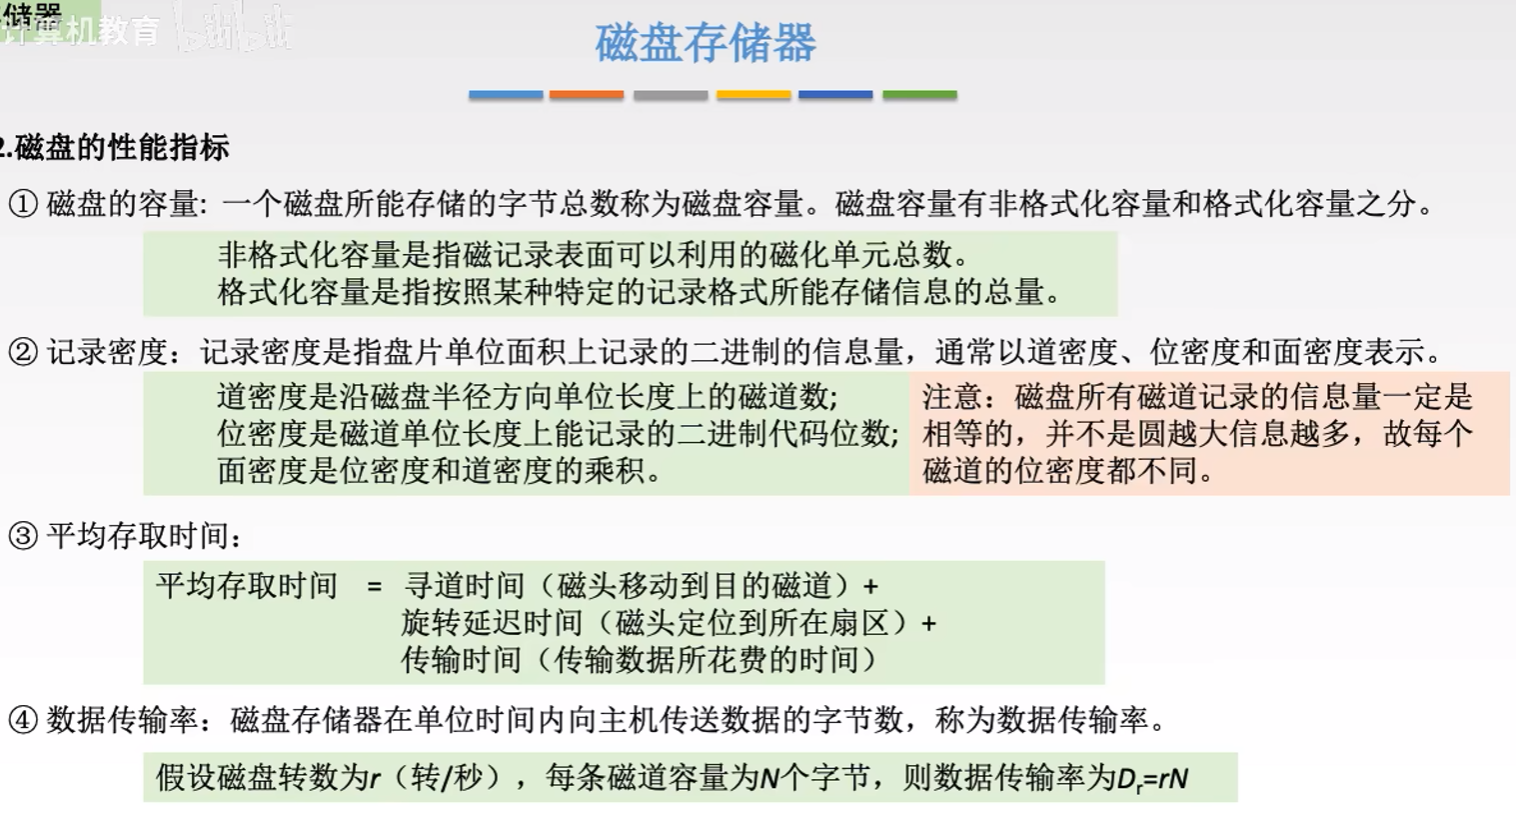 储器
计算机教育 bilibili
磁盘存储器
2.磁盘的性能指标
① 磁盘的容量：一个磁盘所能存储的字节总数称为磁盘容量。磁盘容量有非格式化容量和格式化容量之分。
非格式化容量是指磁记录表面可以利用的磁化单元总数。
格式化容量是指按照某种特定的记录格式所能存储信息的总量。
② 记录密度：记录密度是指盘片单位面积上记录的二进制的信息量，通常以道密度、位密度和面密度表示。
道密度是沿磁盘半径方向单位长度上的磁道数;
位密度是磁道单位长度上能记录的二进制代码位数;
面密度是位密度和道密度的乘积。
注意：磁盘所有磁道记录的信息量一定是
相等的，并不是圆越大信息越多，故每个
磁道的位密度都不同。
③ 平均存取时间：
平均存取时间 = 寻道时间（磁头移动到目的磁道）+
旋转延迟时间（磁头定位到所在扇区）+
传输时间（传输数据所花费的时间）
④ 数据传输率：磁盘存储器在单位时间内向主机传送数据的字节数，称为数据传输率。
假设磁盘转数为r（转/秒），每条磁道容量为N个字节，则数据传输率为Dr=rN